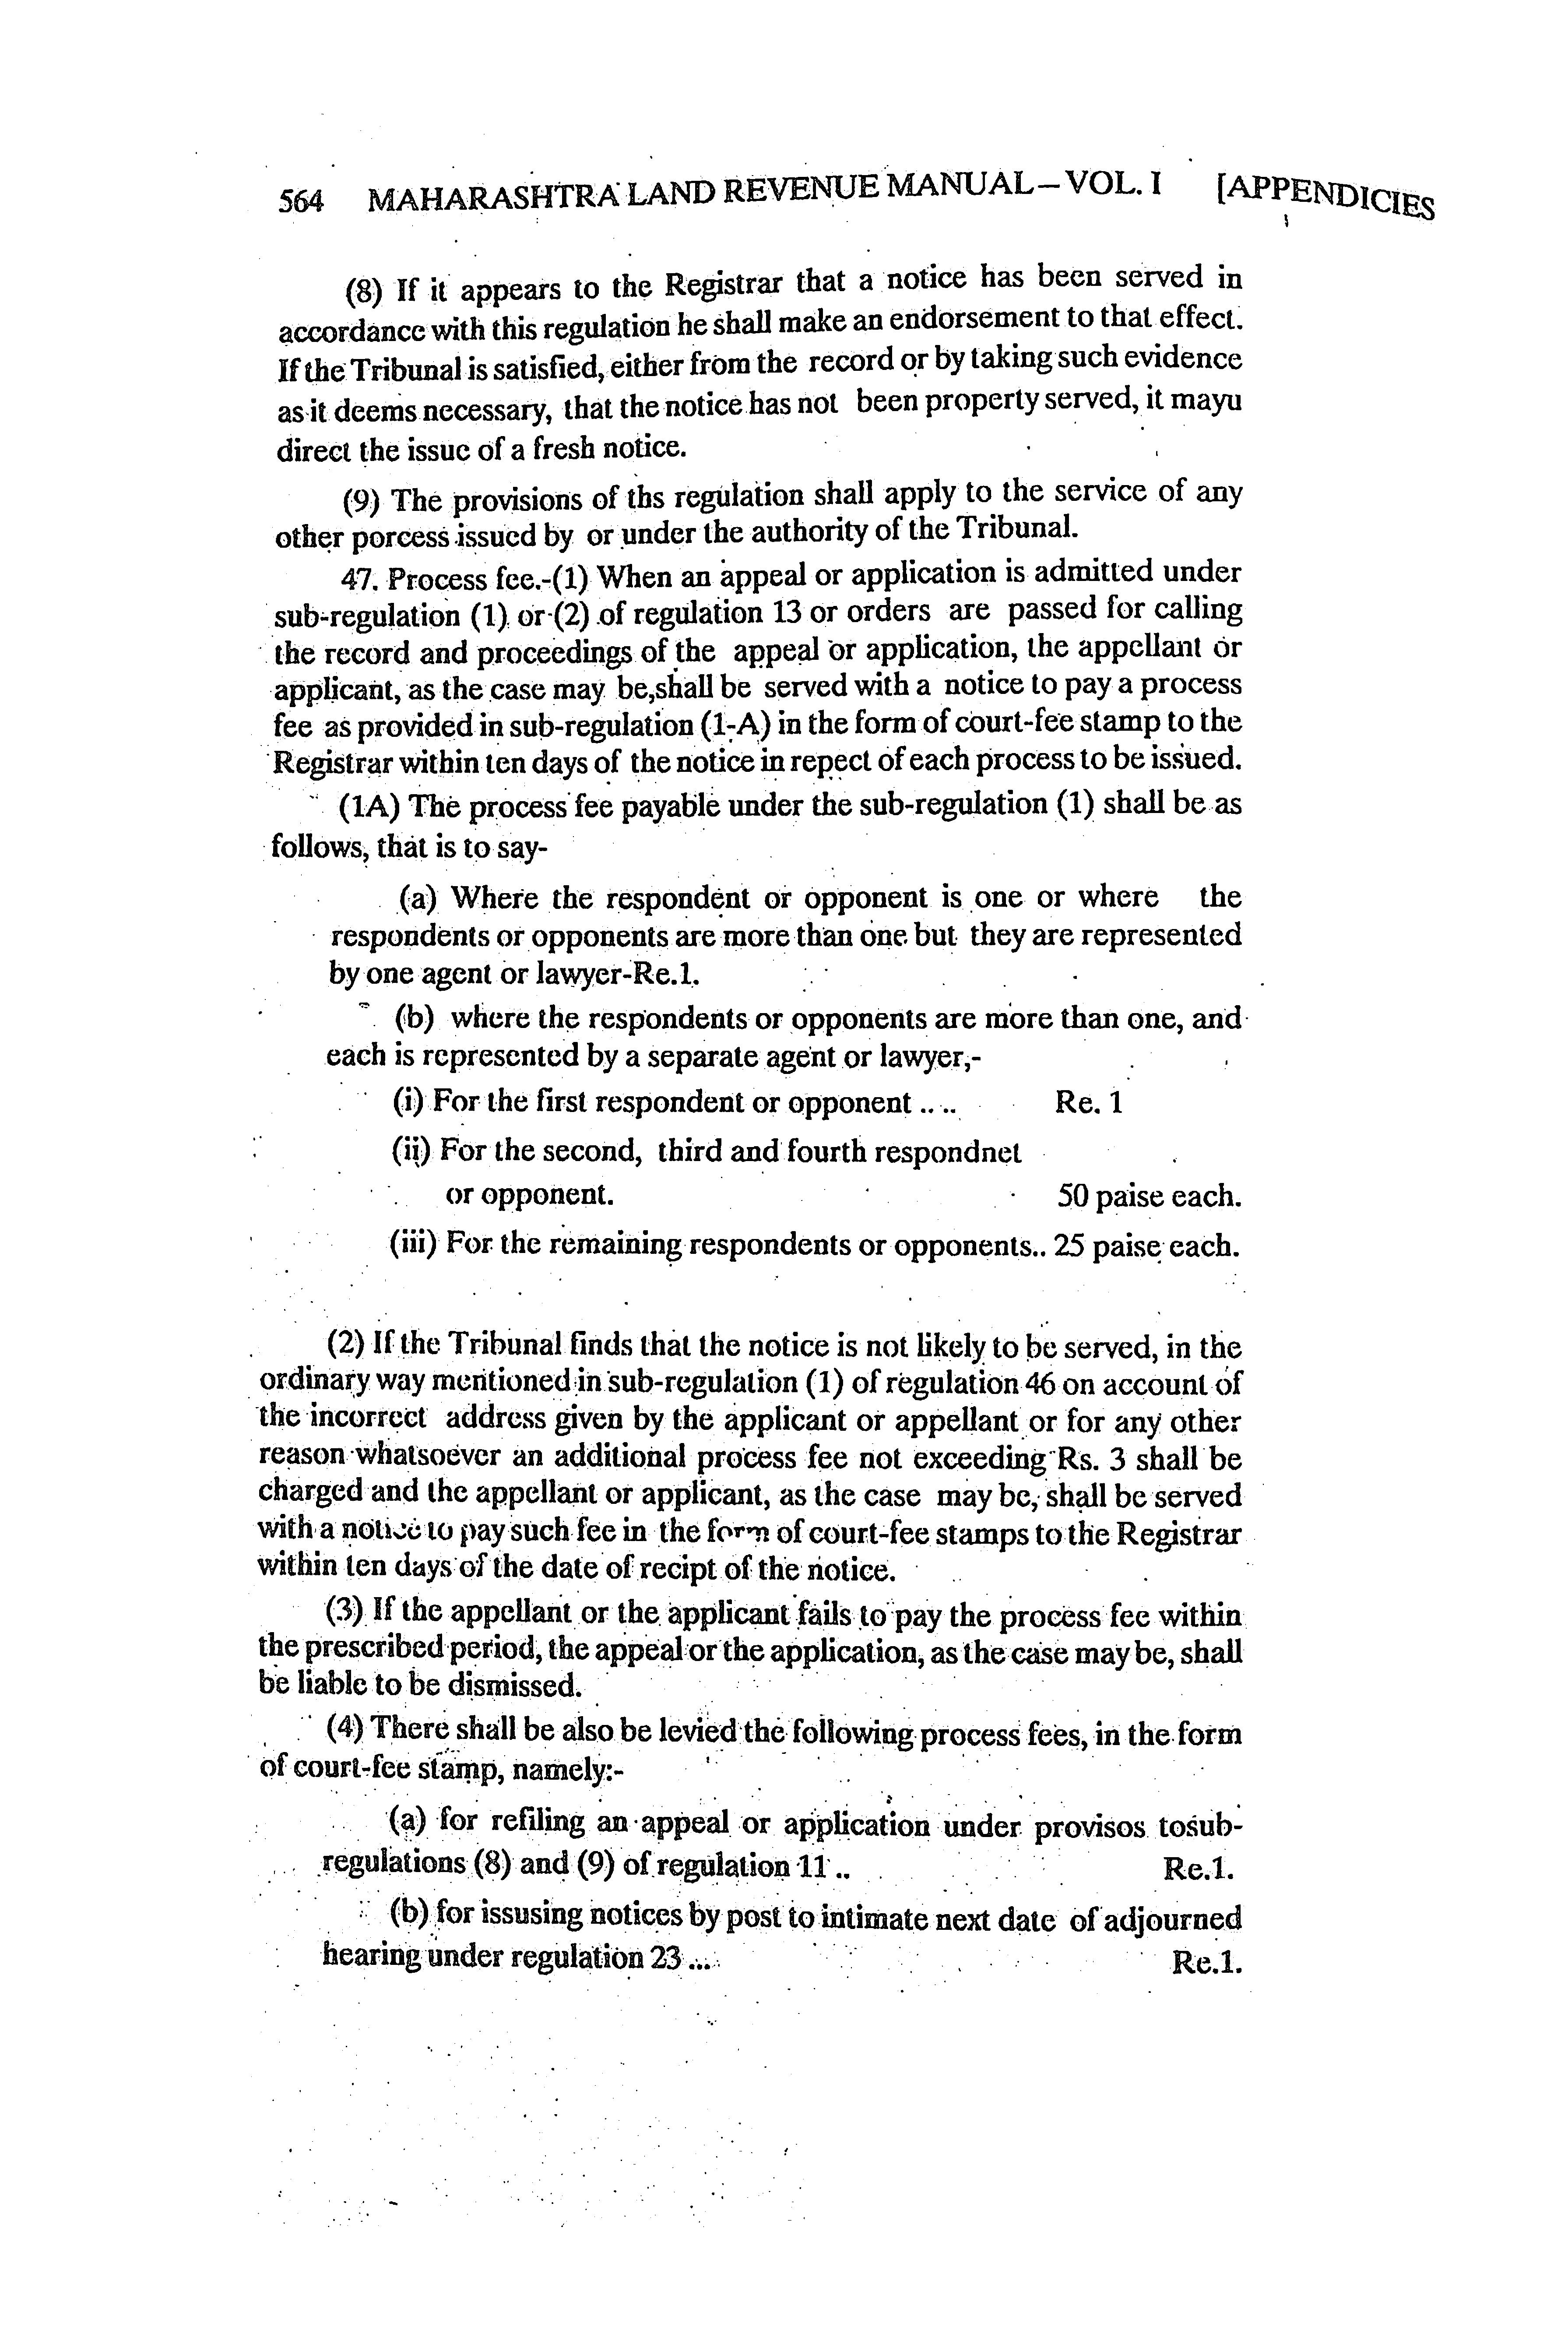 564 MAHARASHTRA LAND REVENUE MANUAL – VOL. I [APPENDICIES
(8) If it appears to the Registrar that a notice has been served in
accordance with this regulation he shall make an endorsement to that effect.
If the Tribunal is satisfied, either from the record or by taking such evidence
as it deems necessary, that the notice has not been property served, it mayu
direct the issue of a fresh notice.
(9) The provisions of ths regulation shall apply to the service of any
other porcess issued by or under the authority of the Tribunal.
47. Process fee.-(1) When an appeal or application is admitted under
sub-regulation (1) or (2) of regulation 13 or orders are passed for calling
the record and proceedings of the appeal or application, the appellant or
applicant, as the case may be,shall be served with a notice to pay a process
fee as provided in sub-regulation (1-A) in the form of court-fee stamp to the
Registrar within ten days of the notice in repect of each process to be issued.
(1A) The process fee payable under the sub-regulation (1) shall be as
follows, that is to say-
(a) Where the respondent or opponent is one or where the
respondents or opponents are more than one but they are represented
by one agent or lawyer-Re.1.
(b) where the respondents or opponents are more than one, and
each is represented by a separate agent or lawyer,-
(i) For the first respondent or opponent .. .. Re. 1
(ii) For the second, third and fourth respondnet
or opponent. 50 paise each.
(iii) For the remaining respondents or opponents.. 25 paise each.
(2) If the Tribunal finds that the notice is not likely to be served, in the
ordinary way mentioned in sub-regulation (1) of regulation 46 on account of
the incorrect address given by the applicant or appellant or for any other
reason whatsoever an additional process fee not exceeding Rs. 3 shall be
charged and the appellant or applicant, as the case may be, shall be served
with a notice to pay such fee in the form of court-fee stamps to the Registrar
within ten days of the date of recipt of the notice.
(3) If the appellant or the applicant fails to pay the process fee within
the prescribed period, the appeal or the application, as the case may be, shall
be liable to be dismissed.
(4) There shall be also be levied the following process fees, in the form
of court-fee stamp, namely:-
(a) for refiling an appeal or application under provisos tosub-
regulations (8) and (9) of regulation 11 .. Re.1.
(b) for issusing notices by post to intimate next date of adjourned
hearing under regulation 23 ... Re.1.